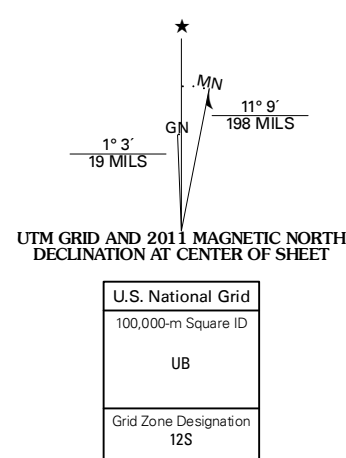 ★
MN
GN
11° 9´
198 MILS
1° 3´
19 MILS
UTM GRID AND 2011 MAGNETIC NORTH
DECLINATION AT CENTER OF SHEET
U.S. National Grid
100,000-m Square ID
UB
Grid Zone Designation
12S